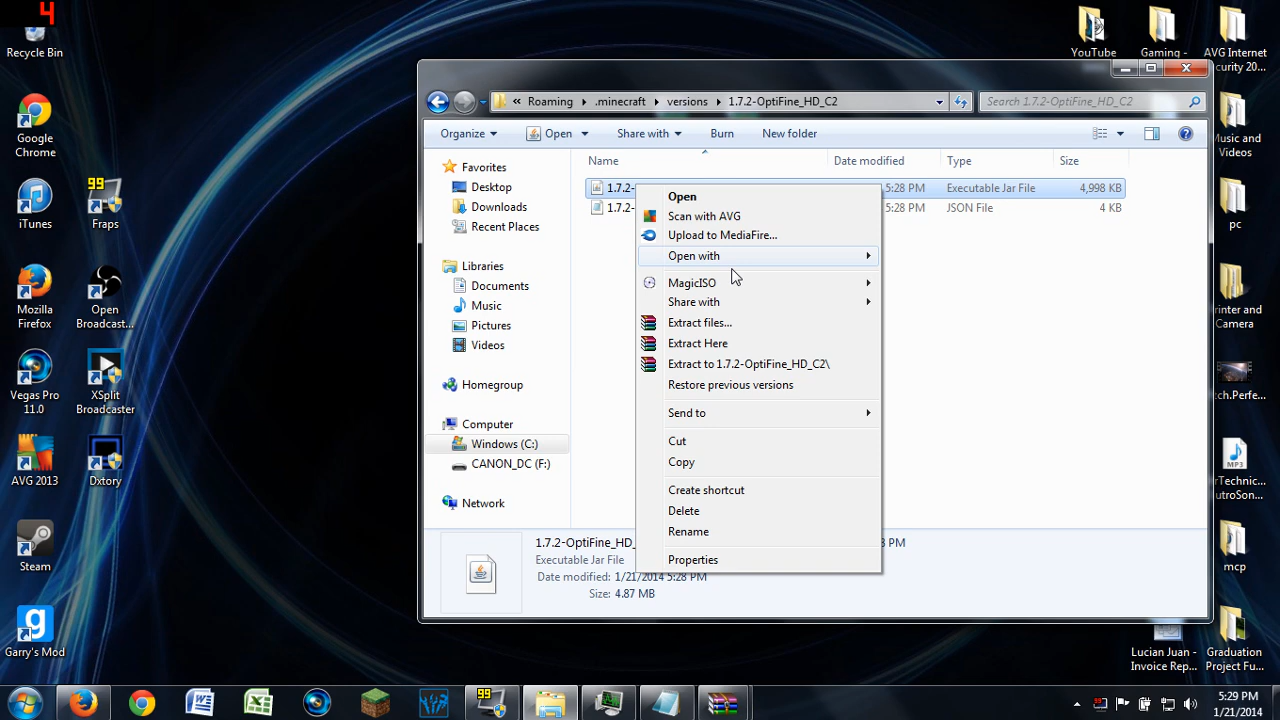 4
Recycle Bin
Google
Chrome
iTunes
99
Fraps
Mozilla
Firefox
Open
Broadcast...
Vegas Pro
11.0
XSplit
Broadcaster
AVG 2013
Dxtory
Steam
Garry's Mod
YouTube
Gaming -
AVG Internet
Security 20...
Music and
Videos
pc
Printer and
Camera
MP3
mcp
Lucian Juan -
Invoice Rep...
Graduation
Project Fu...
« Roaming ▸ .minecraft ▸ versions ▸ 1.7.2-OptiFine_HD_C2
Search 1.7.2-OptiFine_HD_C2
Organize Open Share with Burn New folder
Name Date modified Type Size
1.7.2- 5:28 PM Executable Jar File 4,998 KB
1.7.2- 5:28 PM JSON File 4 KB
Favorites
Desktop
Downloads
Recent Places
Libraries
Documents
Music
Pictures
Videos
Homegroup
Computer
Windows (C:)
CANON_DC (F:)
Network
Open
Scan with AVG
Upload to MediaFire...
Open with
MagicISO
Share with
Extract files...
Extract Here
Extract to 1.7.2-OptiFine_HD_C2\
Restore previous versions
Send to
Cut
Copy
Create shortcut
Delete
Rename
Properties
1.7.2-OptiFine_HD_
Executable Jar File
Date modified: 1/21/2014 5:28 PM
Size: 4.87 MB
99
5:29 PM
1/21/2014